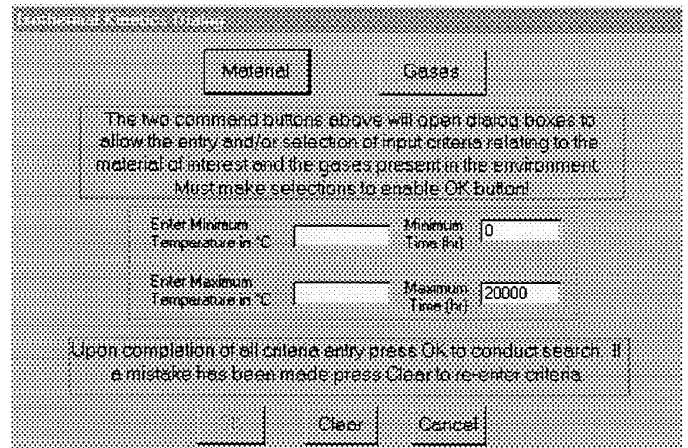 Isothermal Kinetics Dialog
Material
Gases
The two command buttons above will open dialog boxes to
allow the entry and/or selection of input criteria relating to the
material of interest and the gases present in the environment.
Must make selections to enable OK button!
Enter Minimum
Temperature in °C
Minimum
Time (hr)
0
Enter Maximum
Temperature in °C
Maximum
Time (hr)
20000
Upon completion of all criteria entry press OK to conduct search. If
a mistake has been made press Clear to re-enter criteria.
Clear
Cancel